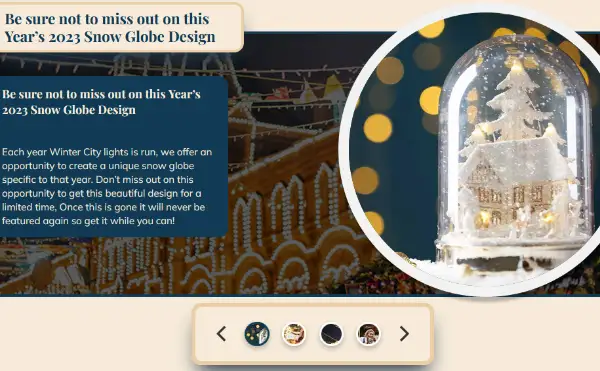 Be sure not to miss out on this
Year's 2023 Snow Globe Design
Be sure not to miss out on this Year's
2023 Snow Globe Design
Each year Winter City lights is run, we offer an
opportunity to create a unique snow globe
specific to that year. Don't miss out on this
opportunity to get this beautiful design for a
limited time, Once this is gone it will never be
featured again so get it while you can!